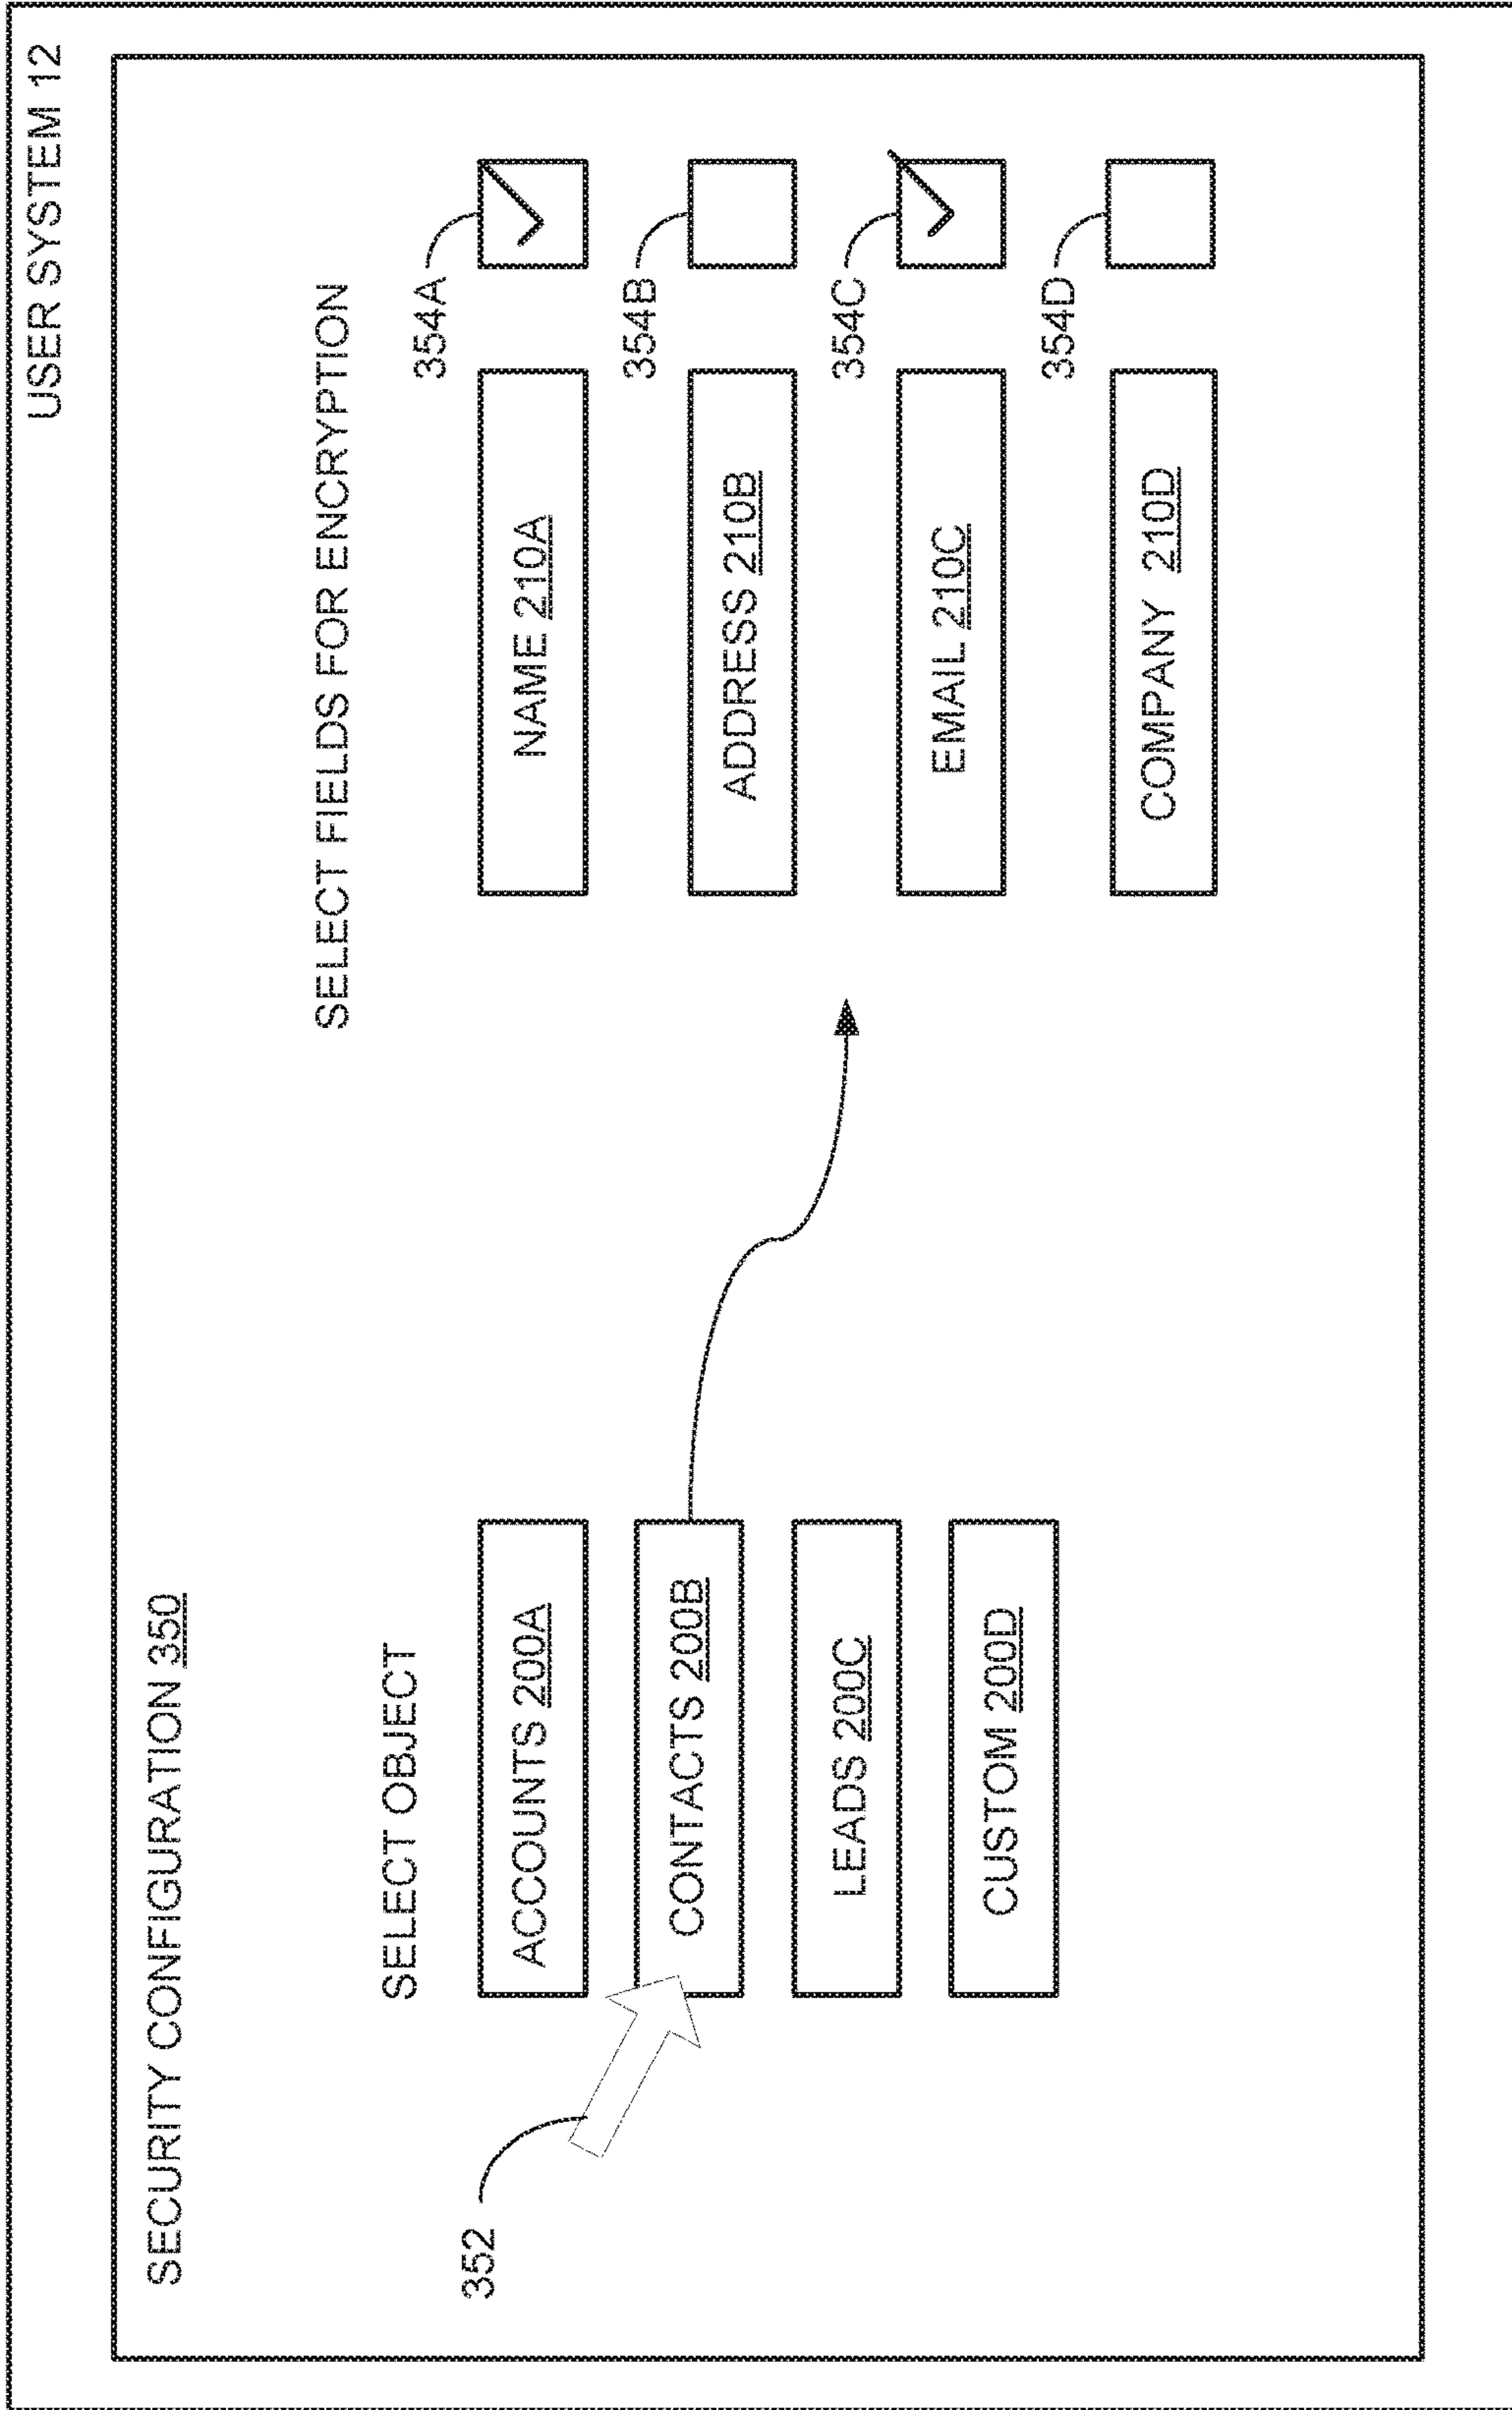 USER SYSTEM 12
SECURITY CONFIGURATION 350
SELECT OBJECT
352
ACCOUNTS 200A
CONTACTS 200B
LEADS 200C
CUSTOM 200D
SELECT FIELDS FOR ENCRYPTION
NAME 210A
354A
ADDRESS 210B
354B
EMAIL 210C
354C
COMPANY 210D
354D